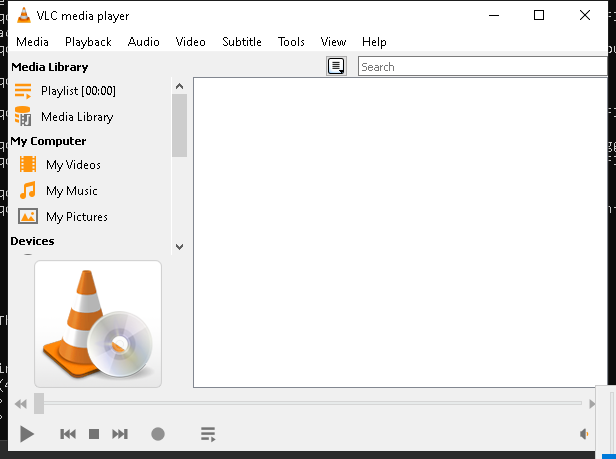 VLC media player
Media Playback Audio Video Subtitle Tools View Help
Media Library
Search
Playlist [00:00]
Media Library
My Computer
My Videos
My Music
My Pictures
Devices